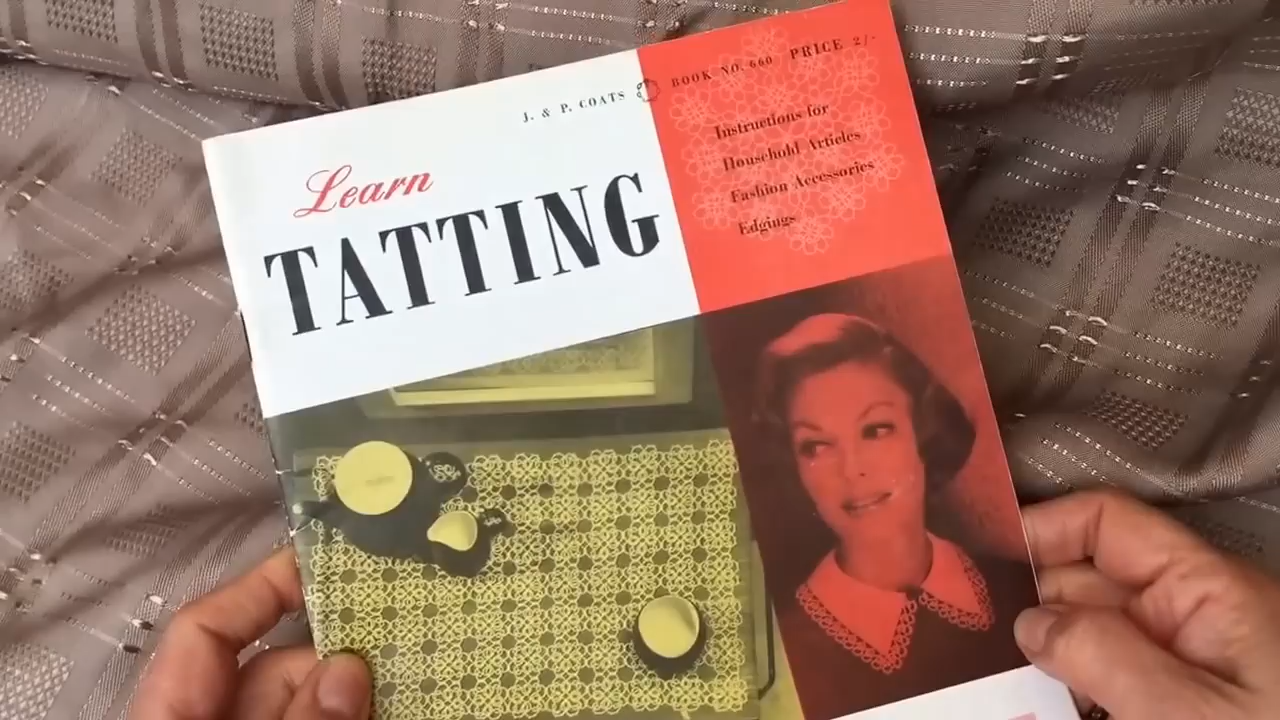 J. & P. COATS BOOK NO. 660 PRICE 2/-
Learn
TATTING
Instructions for
Household Articles
Fashion Accessories
Edgings